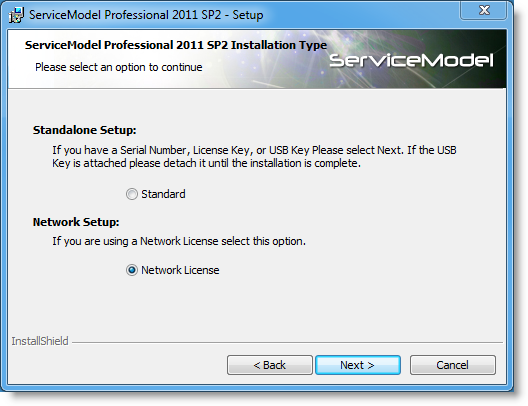 ServiceModel Professional 2011 SP2 - Setup
ServiceModel Professional 2011 SP2 Installation Type
Please select an option to continue
ServiceModel
Standalone Setup:
If you have a Serial Number, License Key, or USB Key Please select Next. If the USB
Key is attached please detach it until the installation is complete.
Standard
Network Setup:
If you are using a Network License select this option.
Network License
InstallShield
< Back
Next >
Cancel